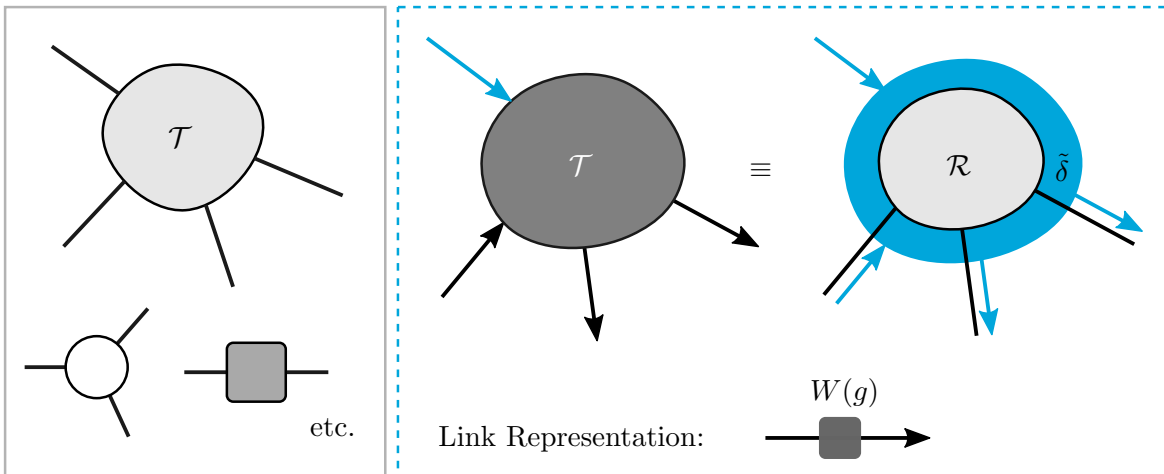 𝒯
etc.
𝒯
≡
ℛ
δ̃
W(g)
Link Representation: